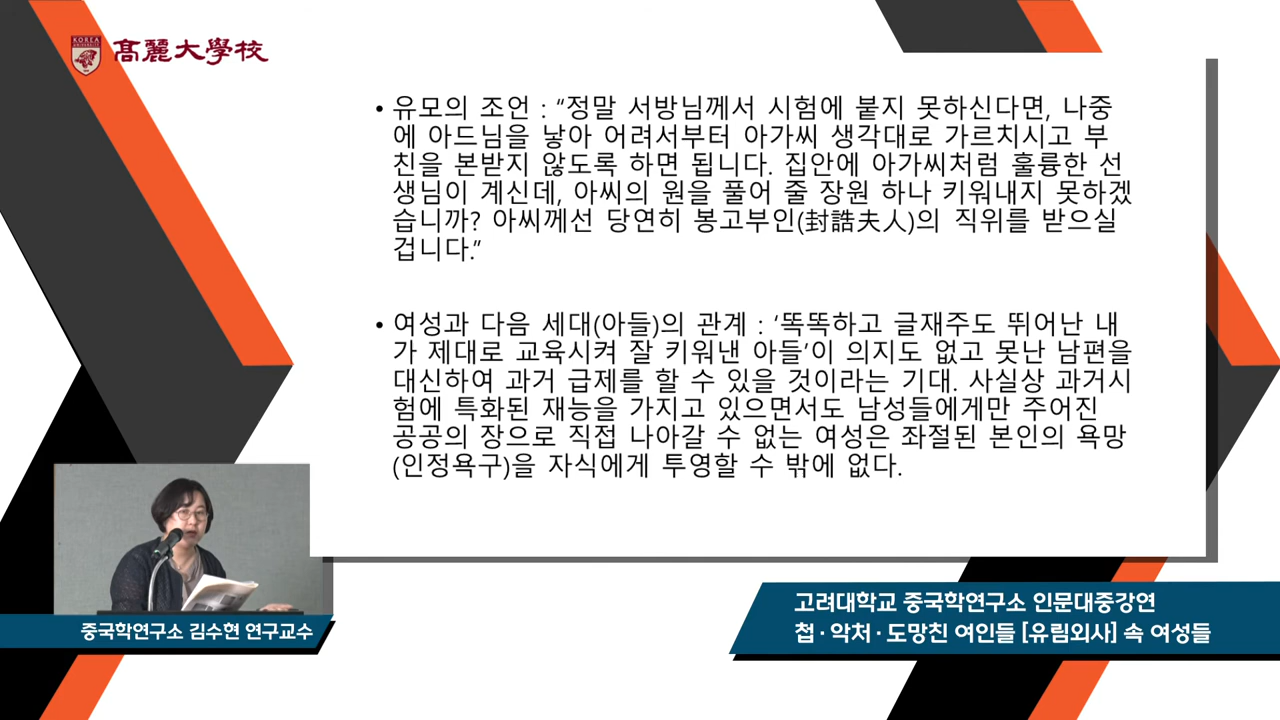 KOREA
UNIVERSITY
高麗大學校
• 유모의 조언 : “정말 서방님께서 시험에 붙지 못하신다면, 나중
에 아드님을 낳아 어려서부터 아가씨 생각대로 가르치시고 부
친을 본받지 않도록 하면 됩니다. 집안에 아가씨처럼 훌륭한 선
생님이 계신데, 아씨의 원을 풀어 줄 장원 하나 키워내지 못하겠
습니까? 아씨께선 당연히 봉고부인(封誥夫人)의 직위를 받으실
겁니다.”
• 여성과 다음 세대(아들)의 관계 : ‘똑똑하고 글재주도 뛰어난 내
가 제대로 교육시켜 잘 키워낸 아들’이 의지도 없고 못난 남편을
대신하여 과거 급제를 할 수 있을 것이라는 기대. 사실상 과거시
험에 특화된 재능을 가지고 있으면서도 남성들에게만 주어진
공공의 장으로 직접 나아갈 수 없는 여성은 좌절된 본인의 욕망
(인정욕구)을 자식에게 투영할 수 밖에 없다.
중국학연구소 김수현 연구교수
고려대학교 중국학연구소 인문대중강연
첩·악처·도망친 여인들 [유림외사] 속 여성들